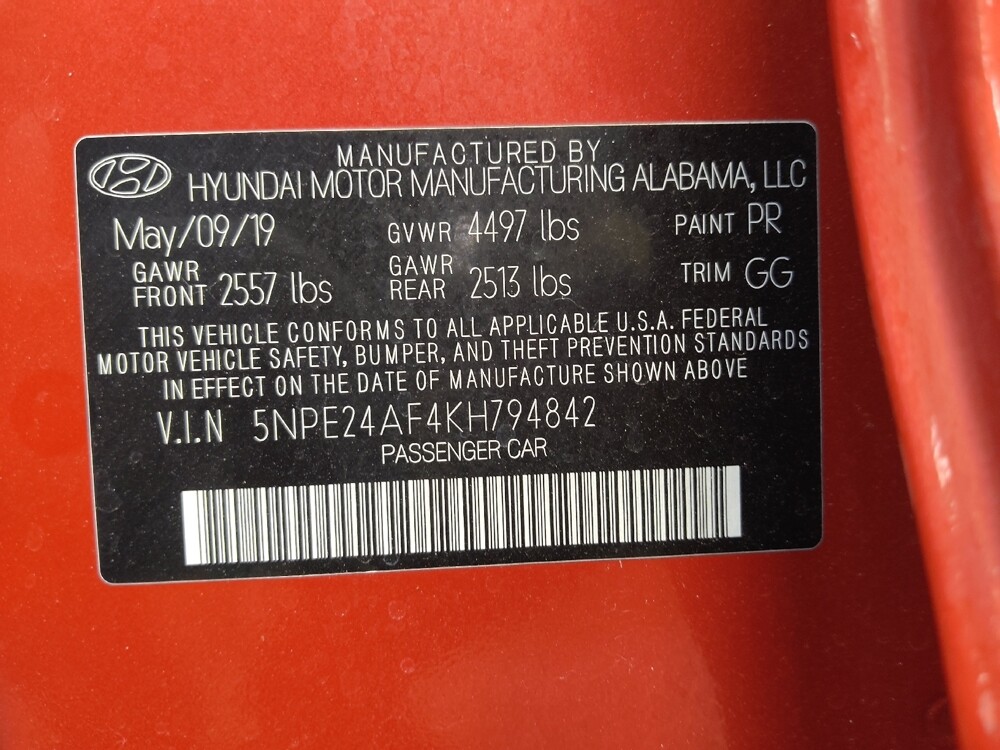 MANUFACTURED BY
HYUNDAI MOTOR MANUFACTURING ALABAMA, LLC
May/09/19 GVWR 4497 lbs PAINT PR
GAWR FRONT 2557 lbs GAWR REAR 2513 lbs TRIM GG
THIS VEHICLE CONFORMS TO ALL APPLICABLE U.S.A. FEDERAL
MOTOR VEHICLE SAFETY, BUMPER, AND THEFT PREVENTION STANDARDS
IN EFFECT ON THE DATE OF MANUFACTURE SHOWN ABOVE
V.I.N 5NPE24AF4KH794842
PASSENGER CAR